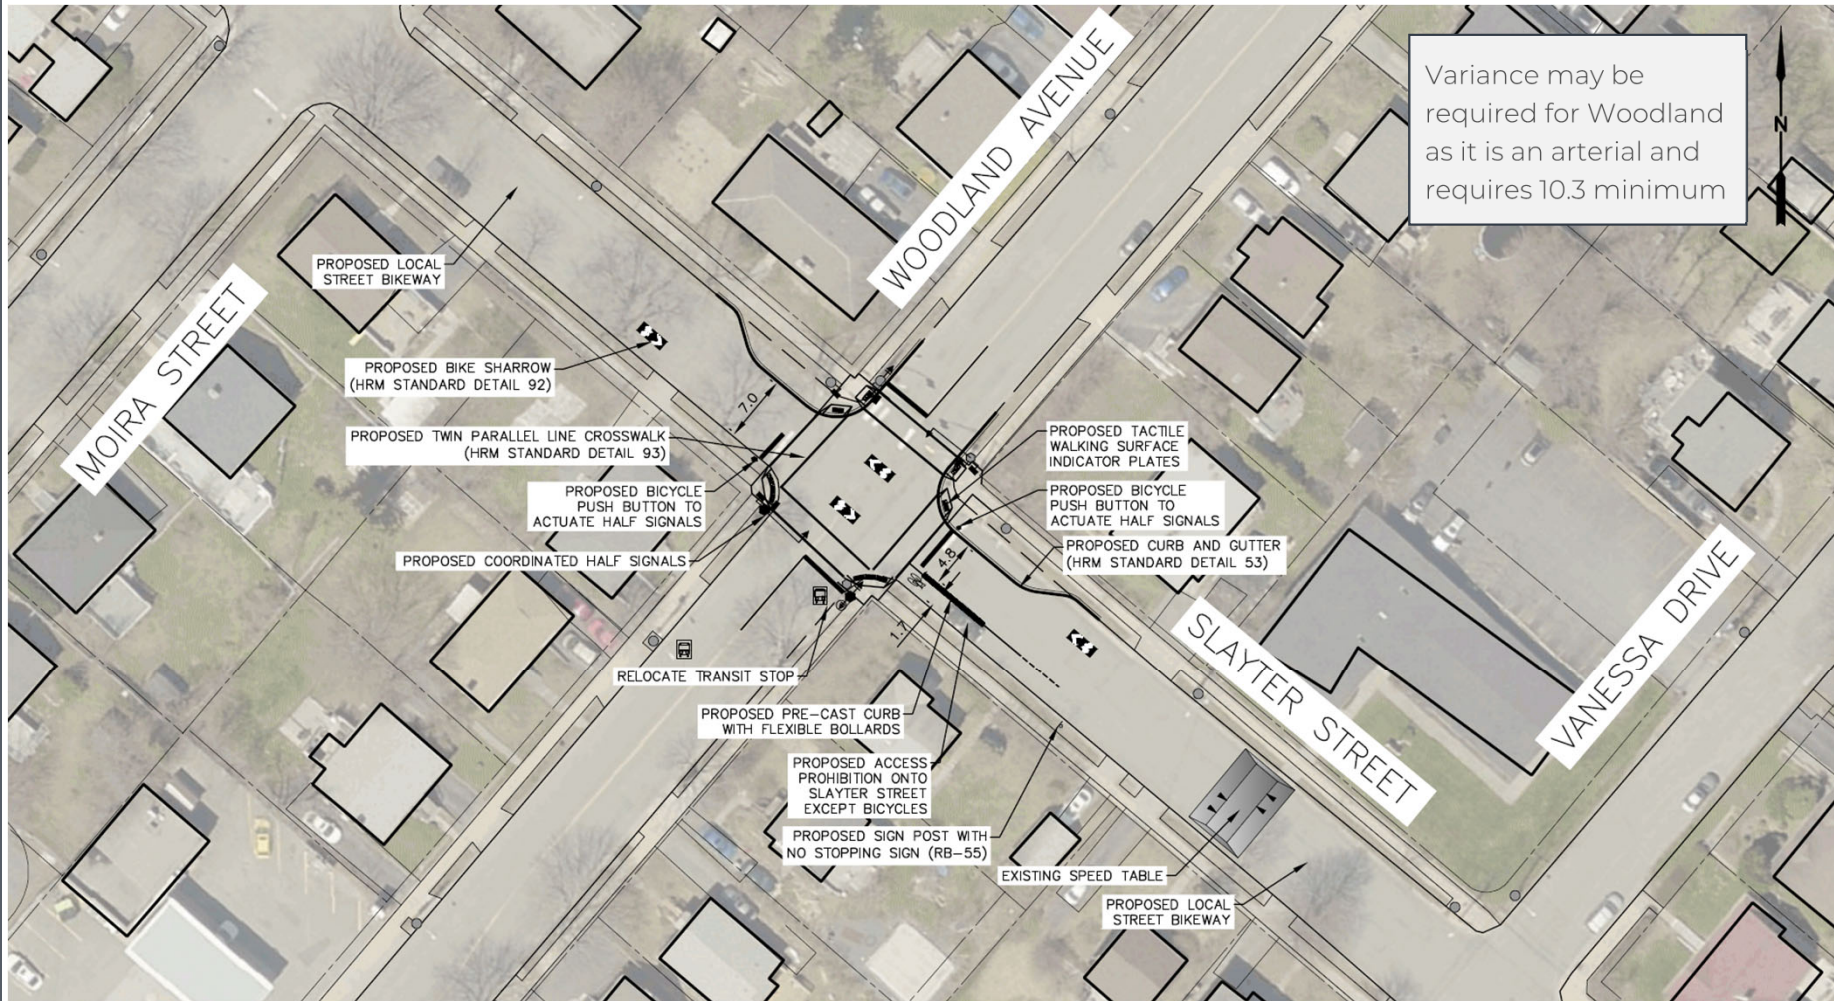 WOODLAND AVENUE
Variance may be
required for Woodland
as it is an arterial and
requires 10.3 minimum
N
PROPOSED LOCAL
STREET BIKEWAY
MOIRA STREET
PROPOSED BIKE SHARROW
(HRM STANDARD DETAIL 92)
7.0
PROPOSED TWIN PARALLEL LINE CROSSWALK
(HRM STANDARD DETAIL 93)
PROPOSED TACTILE
WALKING SURFACE
INDICATOR PLATES
PROPOSED BICYCLE
PUSH BUTTON TO
ACTUATE HALF SIGNALS
PROPOSED BICYCLE
PUSH BUTTON TO
ACTUATE HALF SIGNALS
PROPOSED COORDINATED HALF SIGNALS
PROPOSED CURB AND GUTTER
(HRM STANDARD DETAIL 53)
4.8
1.7
SLAYTER STREET
VANESSA DRIVE
RELOCATE TRANSIT STOP
PROPOSED PRE-CAST CURB
WITH FLEXIBLE BOLLARDS
PROPOSED ACCESS
PROHIBITION ONTO
SLAYTER STREET
EXCEPT BICYCLES
PROPOSED SIGN POST WITH
NO STOPPING SIGN (RB-55)
EXISTING SPEED TABLE
PROPOSED LOCAL
STREET BIKEWAY